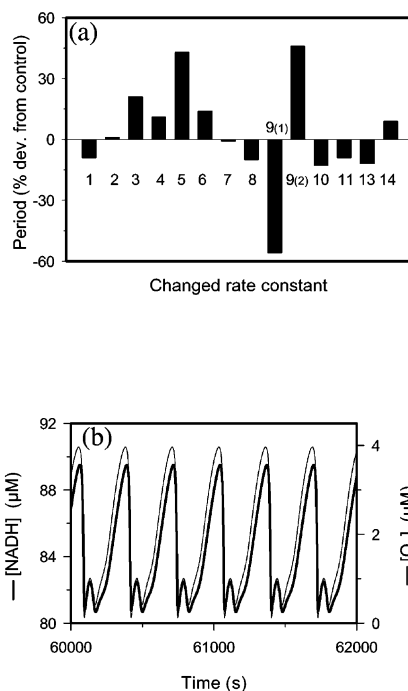 (a)
60
30
0
-30
-60
Period (% dev. from control)
9(1)
1 2 3 4 5 6 7 8 9(2) 10 11 13 14
Changed rate constant
(b)
92
88
84
80
[NADH] (µM)
4
2
0
(µM)
60000 61000 62000
Time (s)